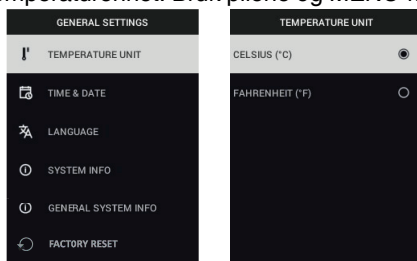 GENERAL SETTINGS
TEMPERATURE UNIT
TIME & DATE
LANGUAGE
SYSTEM INFO
GENERAL SYSTEM INFO
FACTORY RESET
TEMPERATURE UNIT
CELSIUS (°C)
FAHRENHEIT (°F)